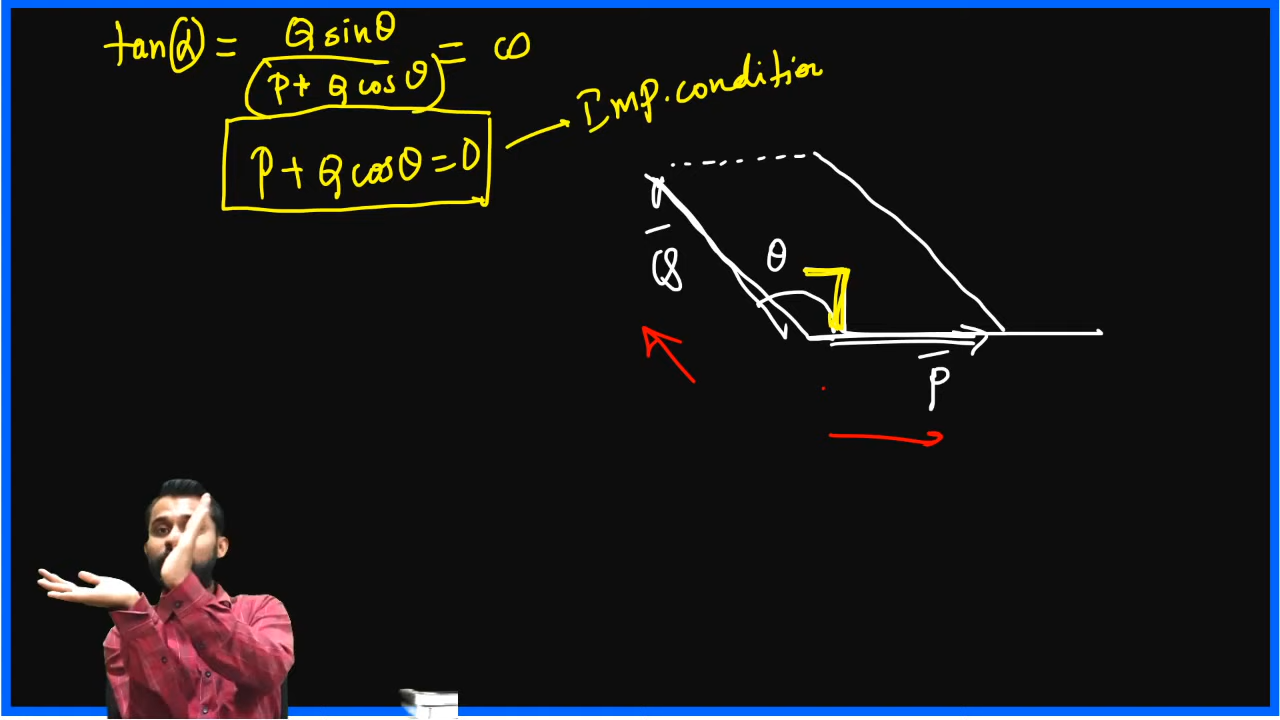 tan(α) = Q sinθ / (P + Q cosθ) = ∞
P + Q cosθ = 0 → Imp. condition
θ
Q̅
P̅